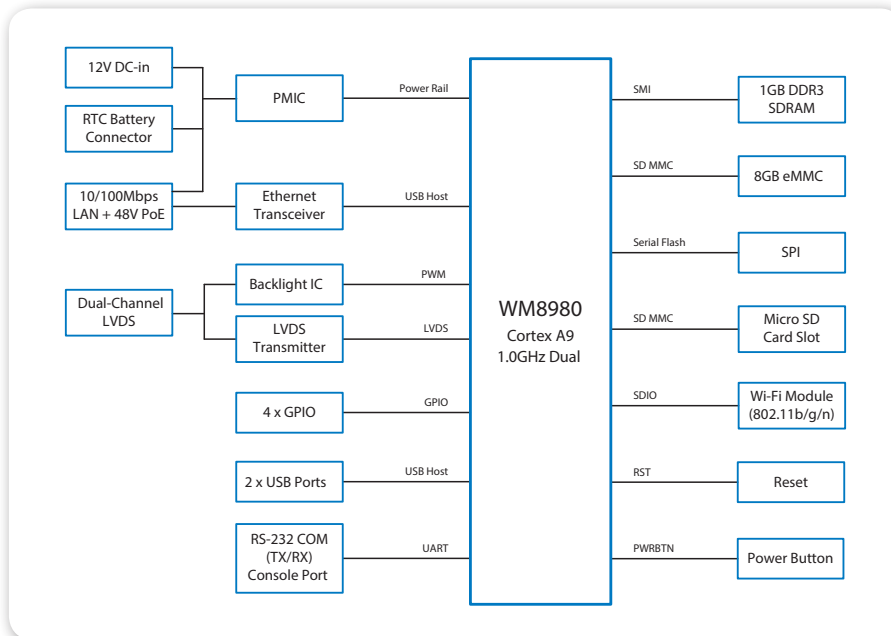 12V DC-in
RTC Battery
Connector
10/100Mbps
LAN + 48V PoE
Dual-Channel
LVDS
PMIC
Ethernet
Transceiver
Backlight IC
LVDS
Transmitter
4 x GPIO
2 x USB Ports
RS-232 COM
(TX/RX)
Console Port
Power Rail
USB Host
PWM
LVDS
GPIO
USB Host
UART
WM8980
Cortex A9
1.0GHz Dual
SMI
SD MMC
Serial Flash
SD MMC
SDIO
RST
PWRBTN
1GB DDR3
SDRAM
8GB eMMC
SPI
Micro SD
Card Slot
Wi-Fi Module
(802.11b/g/n)
Reset
Power Button